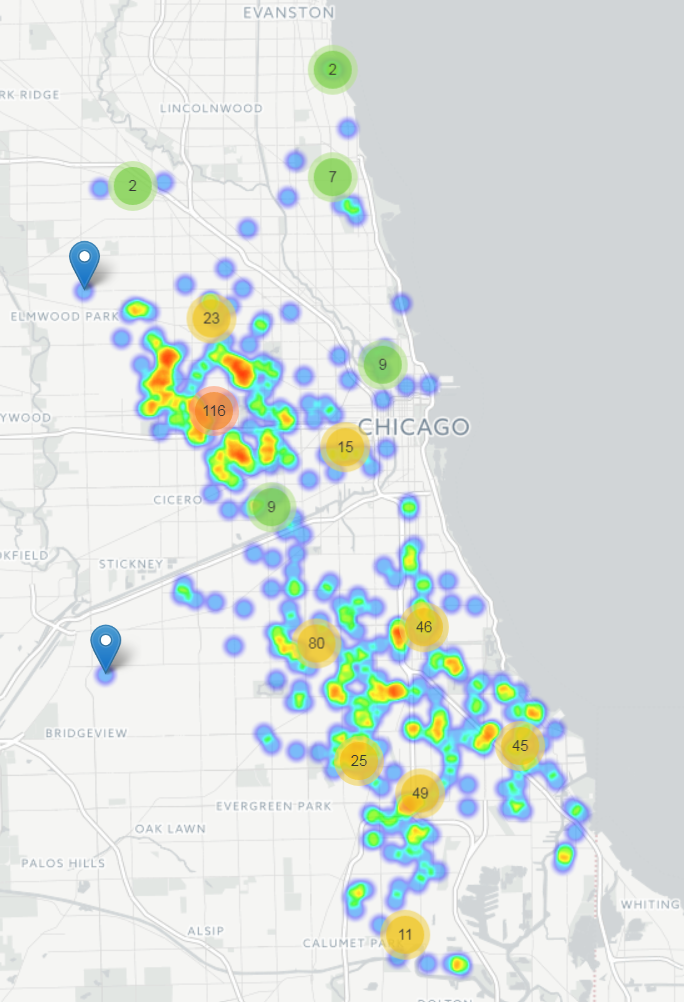 EVANSTON
2
RK RIDGE
LINCOLNWOOD
7
2
ELMWOOD PARK
23
9
116
YWOOD
CHICAGO
15
CICERO
9
OKFIELD
STICKNEY
46
80
BRIDGEVIEW
45
25
49
EVERGREEN PARK
OAK LAWN
PALOS HILLS
WHITING
ALSIP
11
CALUMET PA
DOLTON